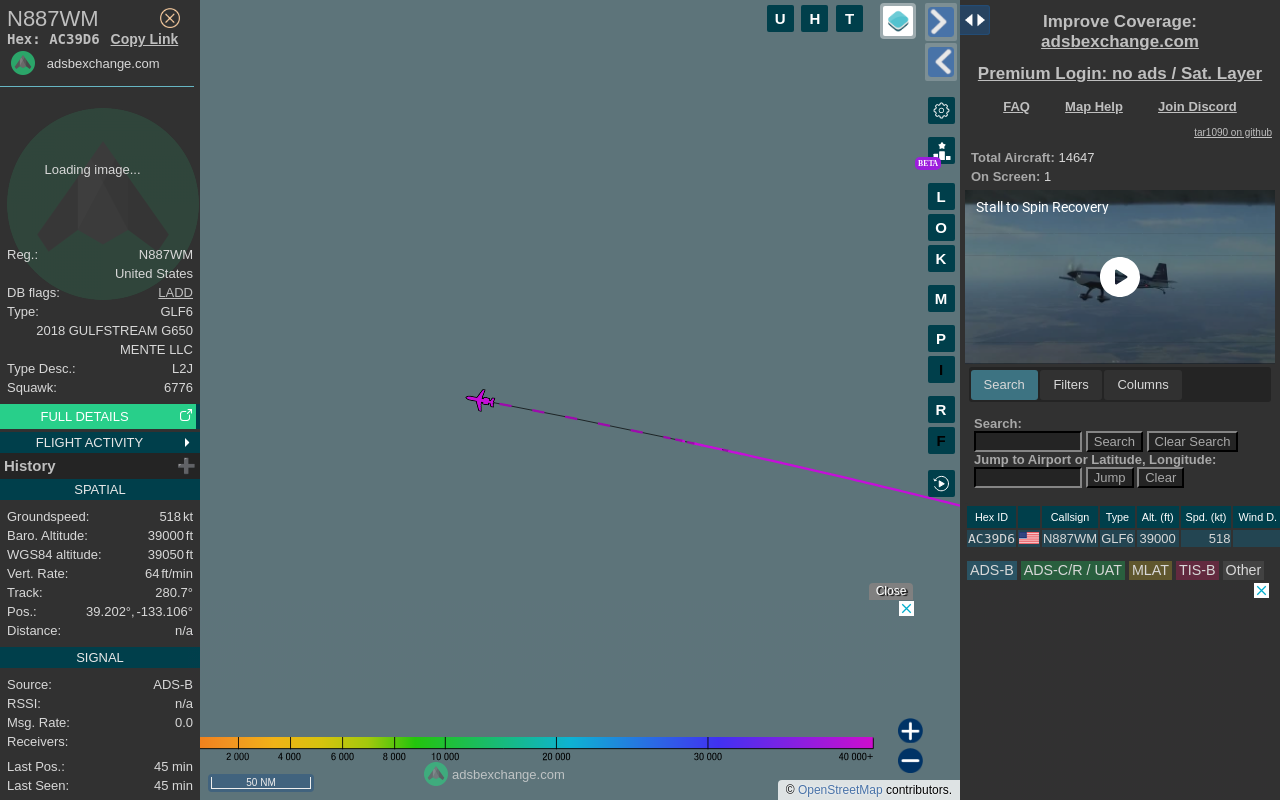 N887WM
Hex: AC39D6 Copy Link
adsbexchange.com
Loading image...
Reg.: N887WM
United States
DB flags: LADD
Type: GLF6
2018 GULFSTREAM G650
MENTE LLC
Type Desc.: L2J
Squawk: 6776
FULL DETAILS
FLIGHT ACTIVITY
History
SPATIAL
Groundspeed: 518 kt
Baro. Altitude: 39000 ft
WGS84 altitude: 39050 ft
Vert. Rate: 64 ft/min
Track: 280.7°
Pos.: 39.202°, -133.106°
Distance: n/a
SIGNAL
Source: ADS-B
RSSI: n/a
Msg. Rate: 0.0
Receivers:
Last Pos.: 45 min
Last Seen: 45 min
U H T
BETA
L
O
K
M
P
I
R
F
Close
2 000 4 000 6 000 8 000 10 000 20 000 30 000 40 000+
50 NM
adsbexchange.com
© OpenStreetMap contributors.
Improve Coverage:
adsbexchange.com
Premium Login: no ads / Sat. Layer
FAQ Map Help Join Discord
tar1090 on github
Total Aircraft: 14647
On Screen: 1
Stall to Spin Recovery
Search Filters Columns
Search:
Search Clear Search
Jump to Airport or Latitude, Longitude:
Jump Clear
Hex ID Callsign Type Alt. (ft) Spd. (kt) Wind D.
AC39D6 N887WM GLF6 39000 518
ADS-B ADS-C/R / UAT MLAT TIS-B Other